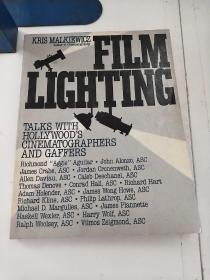 KRIS MALKIEWICZ
FILM
LIGHTING
TALKS WITH
HOLLYWOOD'S
CINEMATOGRAPHERS
AND GAFFERS
Richmond "Aggie" Aguilar • John Alonzo, ASC
James Crabe, ASC • Jordan Cronenweth, ASC
Allen Daviau, ASC • Caleb Deschanel, ASC
Thomas Denove • Conrad Hall, ASC • Richard Hart
Adam Holender, ASC • James Wong Howe, ASC
Richard Kline, ASC • Philip Lathrop, ASC
Michael D. Margulies, ASC • James Plannette
Haskell Wexler, ASC • Harry Wolf, ASC
Ralph Woolsey, ASC • Vilmos Zsigmond, ASC